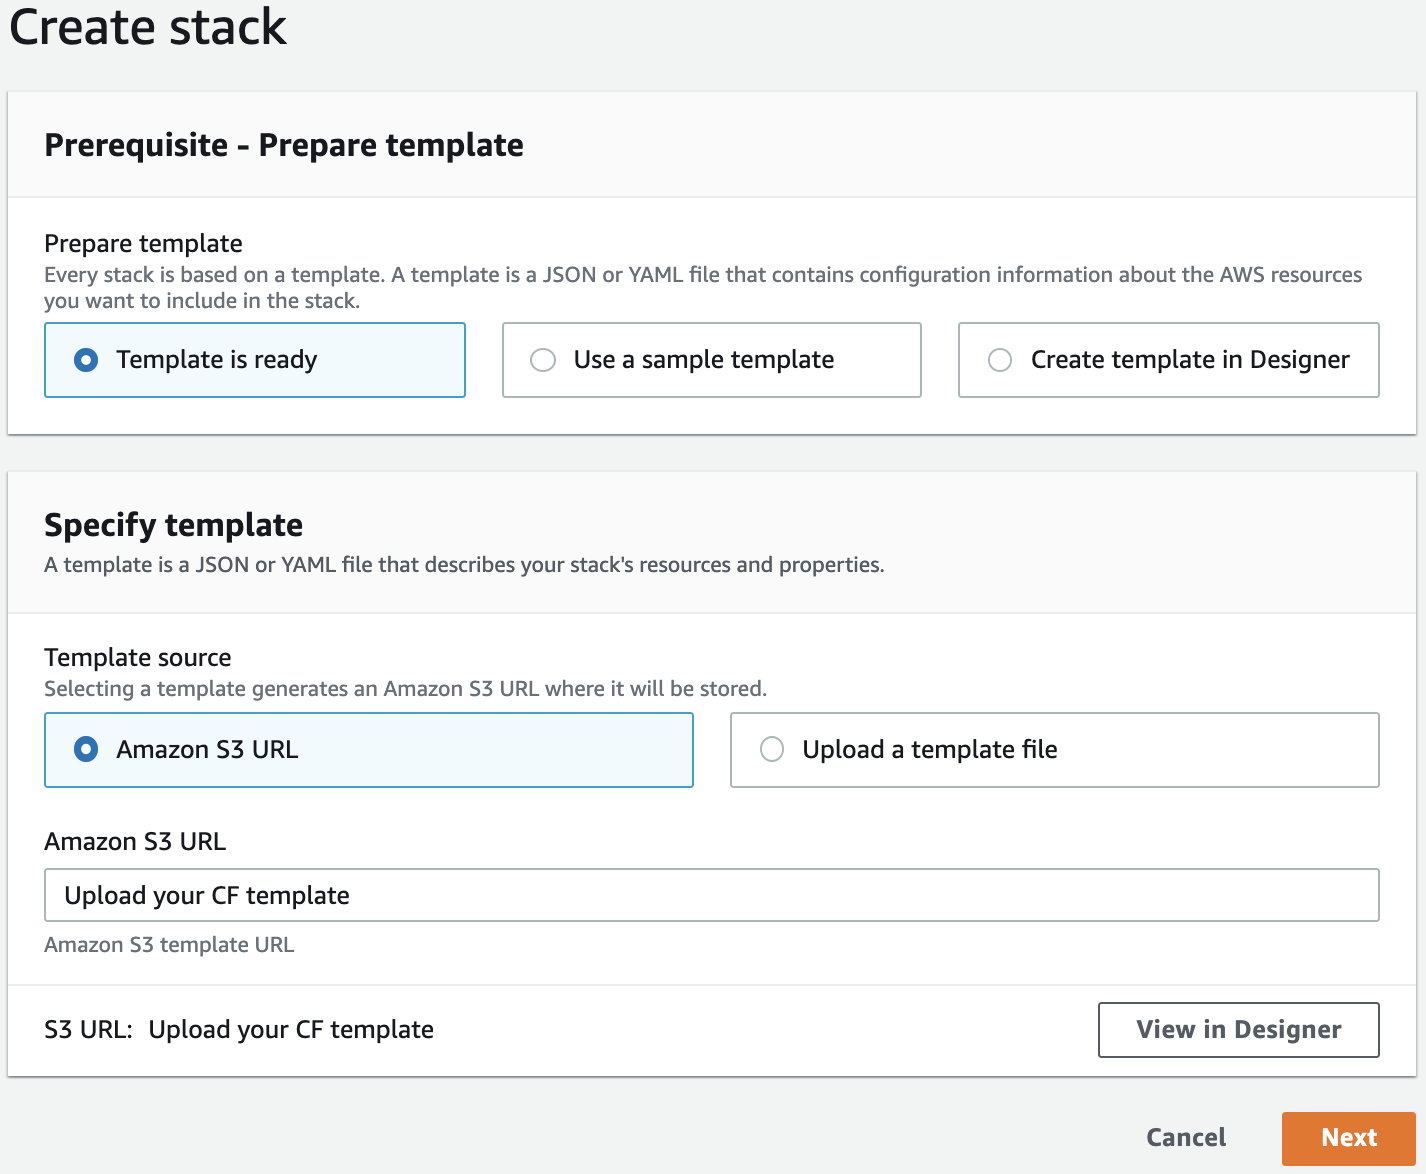 Create stack
Prerequisite - Prepare template
Prepare template
Every stack is based on a template. A template is a JSON or YAML file that contains configuration information about the AWS resources
you want to include in the stack.
Template is ready
Use a sample template
Create template in Designer
Specify template
A template is a JSON or YAML file that describes your stack's resources and properties.
Template source
Selecting a template generates an Amazon S3 URL where it will be stored.
Amazon S3 URL
Upload a template file
Amazon S3 URL
Upload your CF template
Amazon S3 template URL
S3 URL: Upload your CF template
View in Designer
Cancel
Next